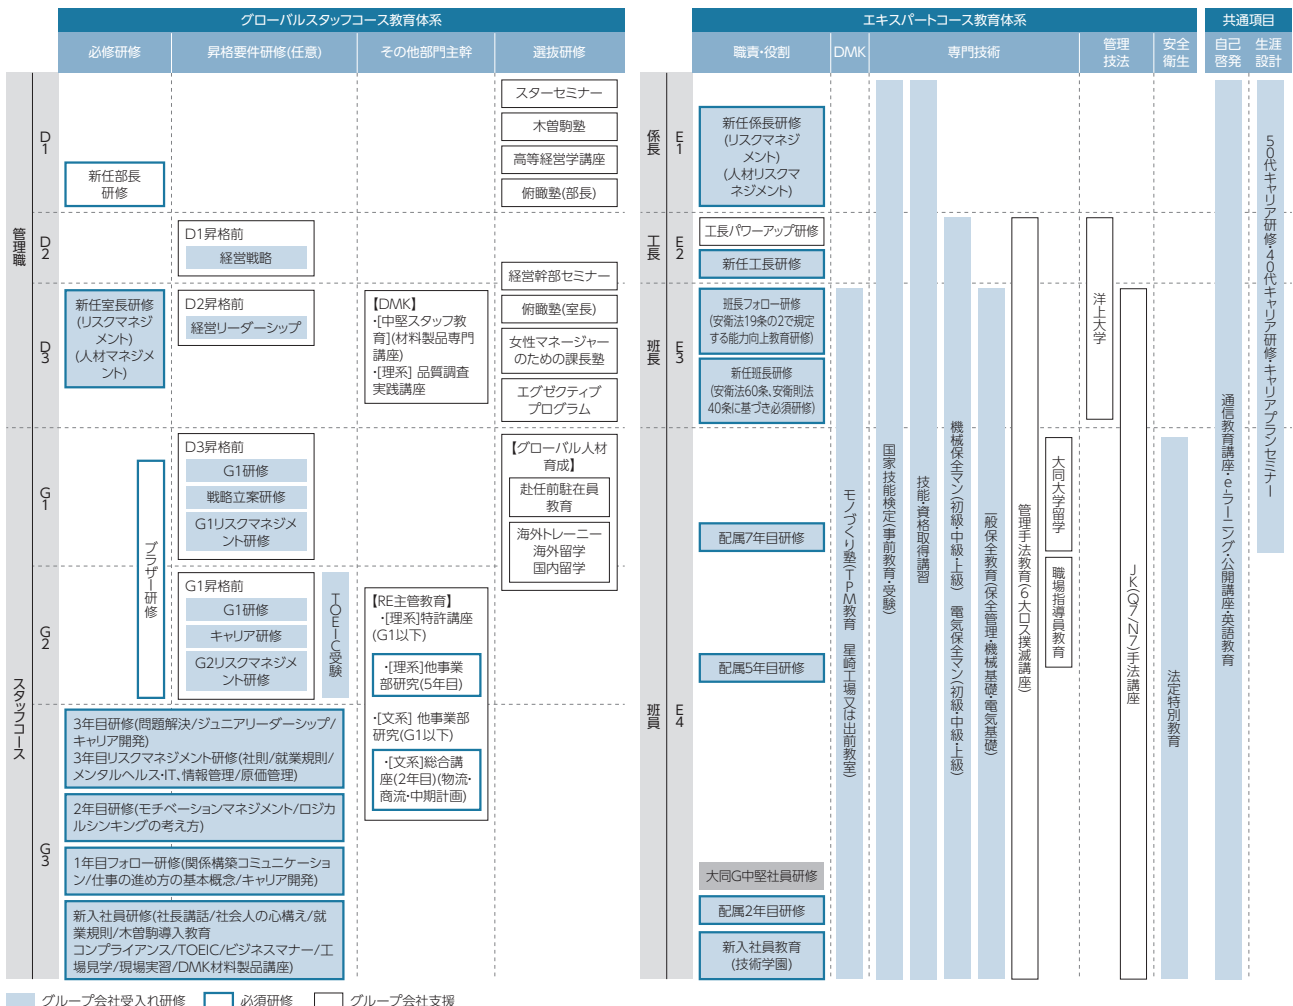 グローバルスタッフコース教育体系
必修研修
昇格要件研修(任意)
その他部門主幹
選抜研修
管理職
スタッフコース
D1
D2
D3
G1
G2
G3
新任部長
研修
新任室長研修
(リスクマネジ
メント)
(人材マネジメ
ント)
ブラザー研修
D1昇格前
経営戦略
D2昇格前
経営リーダーシップ
D3昇格前
G1研修
戦略立案研修
G1リスクマネジメ
ント研修
G1昇格前
G1研修
キャリア研修
G2リスクマネジメ
ント研修
TOEIC受験
3年目研修(問題解決/ジュニアリーダーシップ/
キャリア開発)
3年目リスクマネジメント研修(社則/就業規則/
メンタルヘルス・IT、情報管理/原価管理)
2年目研修(モチベーションマネジメント/ロジカ
ルシンキングの考え方)
1年目フォロー研修(関係構築コミュニケーショ
ン/仕事の進め方の基本概念/キャリア開発)
新入社員研修(社長講話/社会人の心構え/就
業規則/木曽駒導入教育
コンプライアンス/TOEIC/ビジネスマナー/工
場見学/現場実習/DMK材料製品講座)
【DMK】
・[中堅スタッフ教
育](材料製品専門
講座)
・[理系] 品質調査
実践講座
【RE主管教育】
・[理系]特許講座
(G1以下)
・[理系]他事業
部研究(5年目)
・[文系] 他事業部
研究(G1以下)
・[文系]総合講
座(2年目)(物流・
商流・中期計画)
スターセミナー
木曽駒塾
高等経営学講座
俯瞰塾(部長)
経営幹部セミナー
俯瞰塾(室長)
女性マネージャー
のための課長塾
エグゼクティブ
プログラム
【グローバル人材
育成】
赴任前駐在員
教育
海外トレーニー
海外留学
国内留学
エキスパートコース教育体系
職責・役割
DMK
専門技術
管理
技法
安全
衛生
係長
E1
工長
E2
班長
E3
班員
E4
新任係長研修
(リスクマネジ
メント)
(人材リスクマ
ネジメント)
工長パワーアップ研修
新任工長研修
班長フォロー研修
(安衛法19条の2で規定
する能力向上教育研修)
新任班長研修
(安衛法60条、安衛則法
40条に基づき必須研修)
配属7年目研修
配属5年目研修
大同G中堅社員研修
配属2年目研修
新入社員教育
(技術学園)
モノづくり塾(TPM教育 星崎工場又は出前教室)
国家技能検定(事前教育・受験)
技能・資格取得講習
機械保全マン(初級・中級・上級) 電気保全マン(初級・中級・上級)
一般保全教育(保全管理・機械基礎・電気基礎)
管理手法教育(6大ロス撲滅講座)
大同大学留学
職場指導員教育
洋上大学
JK(Q7/N7)手法講座
法定特別教育
共通項目
自己
啓発
生涯
設計
通信教育講座・e-ラーニング・公開講座・英語教育
50代キャリア研修・40代キャリア研修・キャリアプランセミナー
グループ会社受入れ研修
必須研修
グループ会社支援